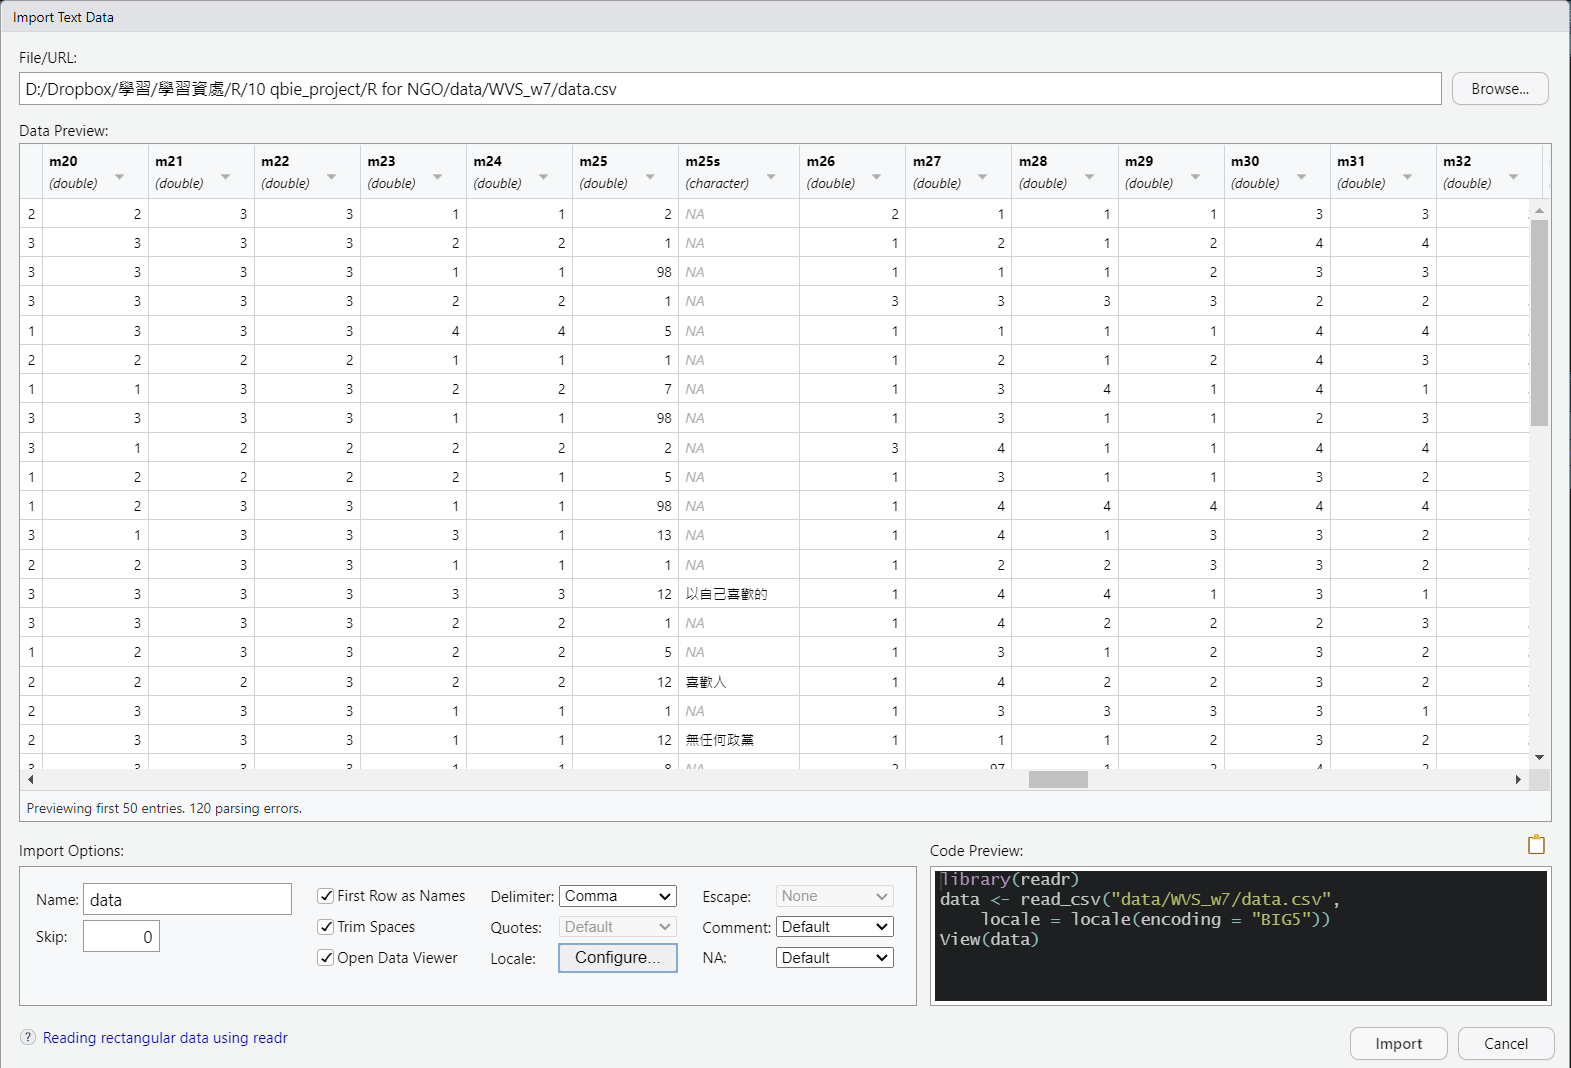 Import Text Data
File/URL:
D:/Dropbox/學習/學習資處/R/10 qbie_project/R for NGO/data/WVS_w7/data.csv
Browse...
Data Preview:
m20 m21 m22 m23 m24 m25 m25s m26 m27 m28 m29 m30 m31 m32
(double) (double) (double) (double) (double) (double) (character) (double) (double) (double) (double) (double) (double) (double)
2 2 3 3 1 1 2 NA 2 1 1 1 3 3
3 3 3 3 2 2 1 NA 1 2 1 2 4 4
3 3 3 3 1 1 98 NA 1 1 1 2 3 3
3 3 3 3 2 2 1 NA 3 3 3 3 2 2
1 3 3 3 4 4 5 NA 1 1 1 1 4 4
2 2 2 2 1 1 1 NA 1 2 1 2 4 3
1 1 3 3 2 2 7 NA 1 3 4 1 4 1
3 3 3 3 1 1 98 NA 1 3 1 1 2 3
3 1 2 2 2 2 2 NA 3 4 1 1 4 4
1 2 2 2 2 1 5 NA 1 3 1 1 3 2
1 2 3 3 1 1 98 NA 1 4 4 4 4 4
3 1 3 3 3 1 13 NA 1 4 1 3 3 2
2 2 3 3 1 1 1 NA 1 2 2 3 3 2
3 3 3 3 3 3 12 以自己喜歡的 1 4 4 1 3 1
3 3 3 3 2 2 1 NA 1 4 2 2 2 3
1 2 3 3 2 2 5 NA 1 3 1 2 3 2
2 2 2 3 2 2 12 喜歡人 1 4 2 2 3 2
2 3 3 3 1 1 1 NA 1 3 3 3 3 1
2 3 3 3 1 1 12 無任何政黨 1 1 1 2 3 2
Previewing first 50 entries. 120 parsing errors.
Import Options:
Name: data
Skip: 0
First Row as Names
Trim Spaces
Open Data Viewer
Delimiter: Comma
Quotes: Default
Locale: Configure...
Escape: None
Comment: Default
NA: Default
Code Preview:
library(readr)
data <- read_csv("data/WVS_w7/data.csv",
locale = locale(encoding = "BIG5"))
View(data)
? Reading rectangular data using readr
Import
Cancel